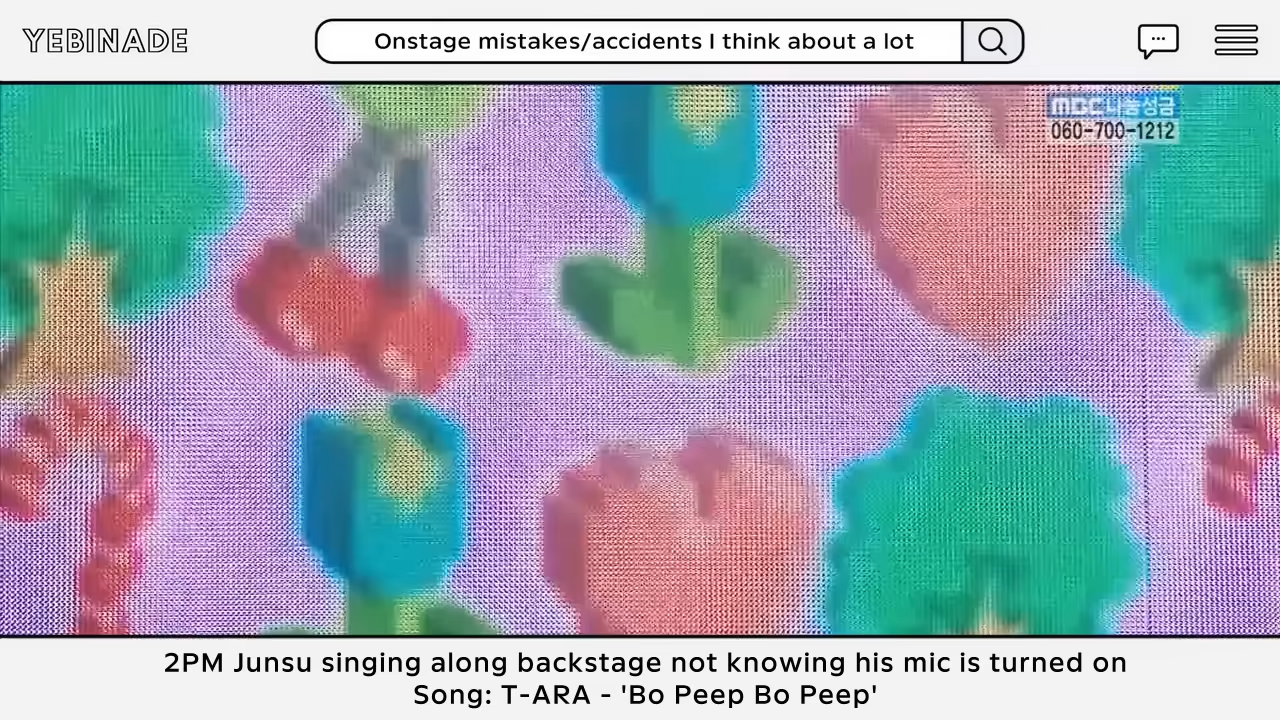 YEBINADE
Onstage mistakes/accidents I think about a lot
MBC나눔성금
060-700-1212
2PM Junsu singing along backstage not knowing his mic is turned on
Song: T-ARA - 'Bo Peep Bo Peep'